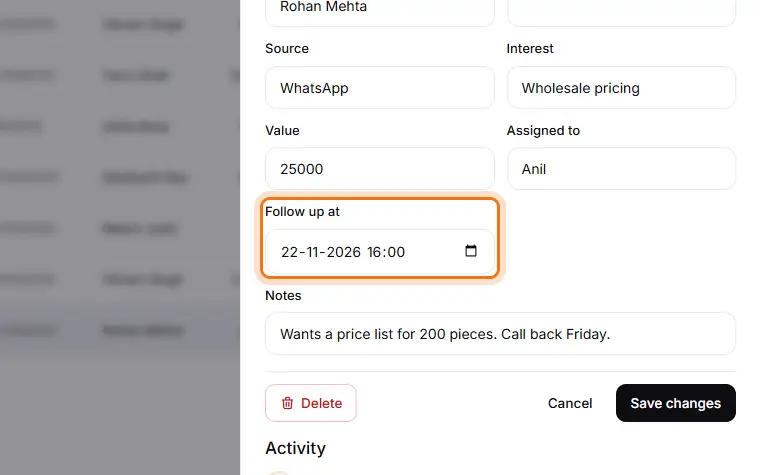 Rohan Mehta
Source
Interest
WhatsApp
Wholesale pricing
Value
Assigned to
25000
Anil
Follow up at
22-11-2026 16:00
Notes
Wants a price list for 200 pieces. Call back Friday.
Delete
Cancel
Save changes
Activity